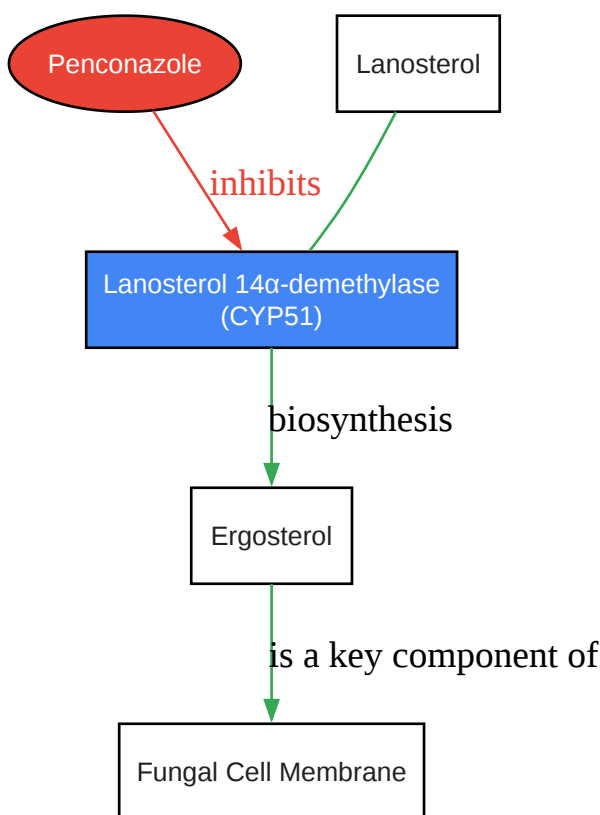 Penconazole
Lanosterol
inhibits
Lanosterol 14α-demethylase
(CYP51)
biosynthesis
Ergosterol
is a key component of
Fungal Cell Membrane